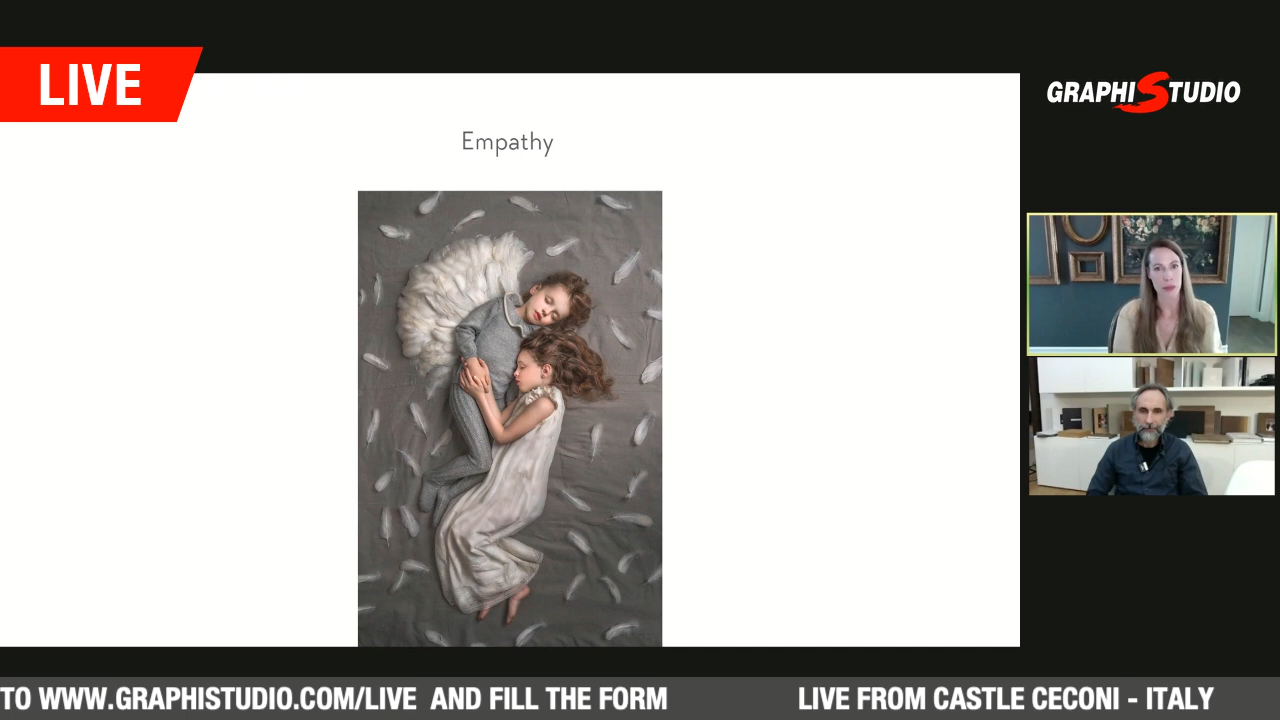 LIVE
GRAPHISTUDIO
Empathy
TO WWW.GRAPHISTUDIO.COM/LIVE AND FILL THE FORM
LIVE FROM CASTLE CECONI - ITALY